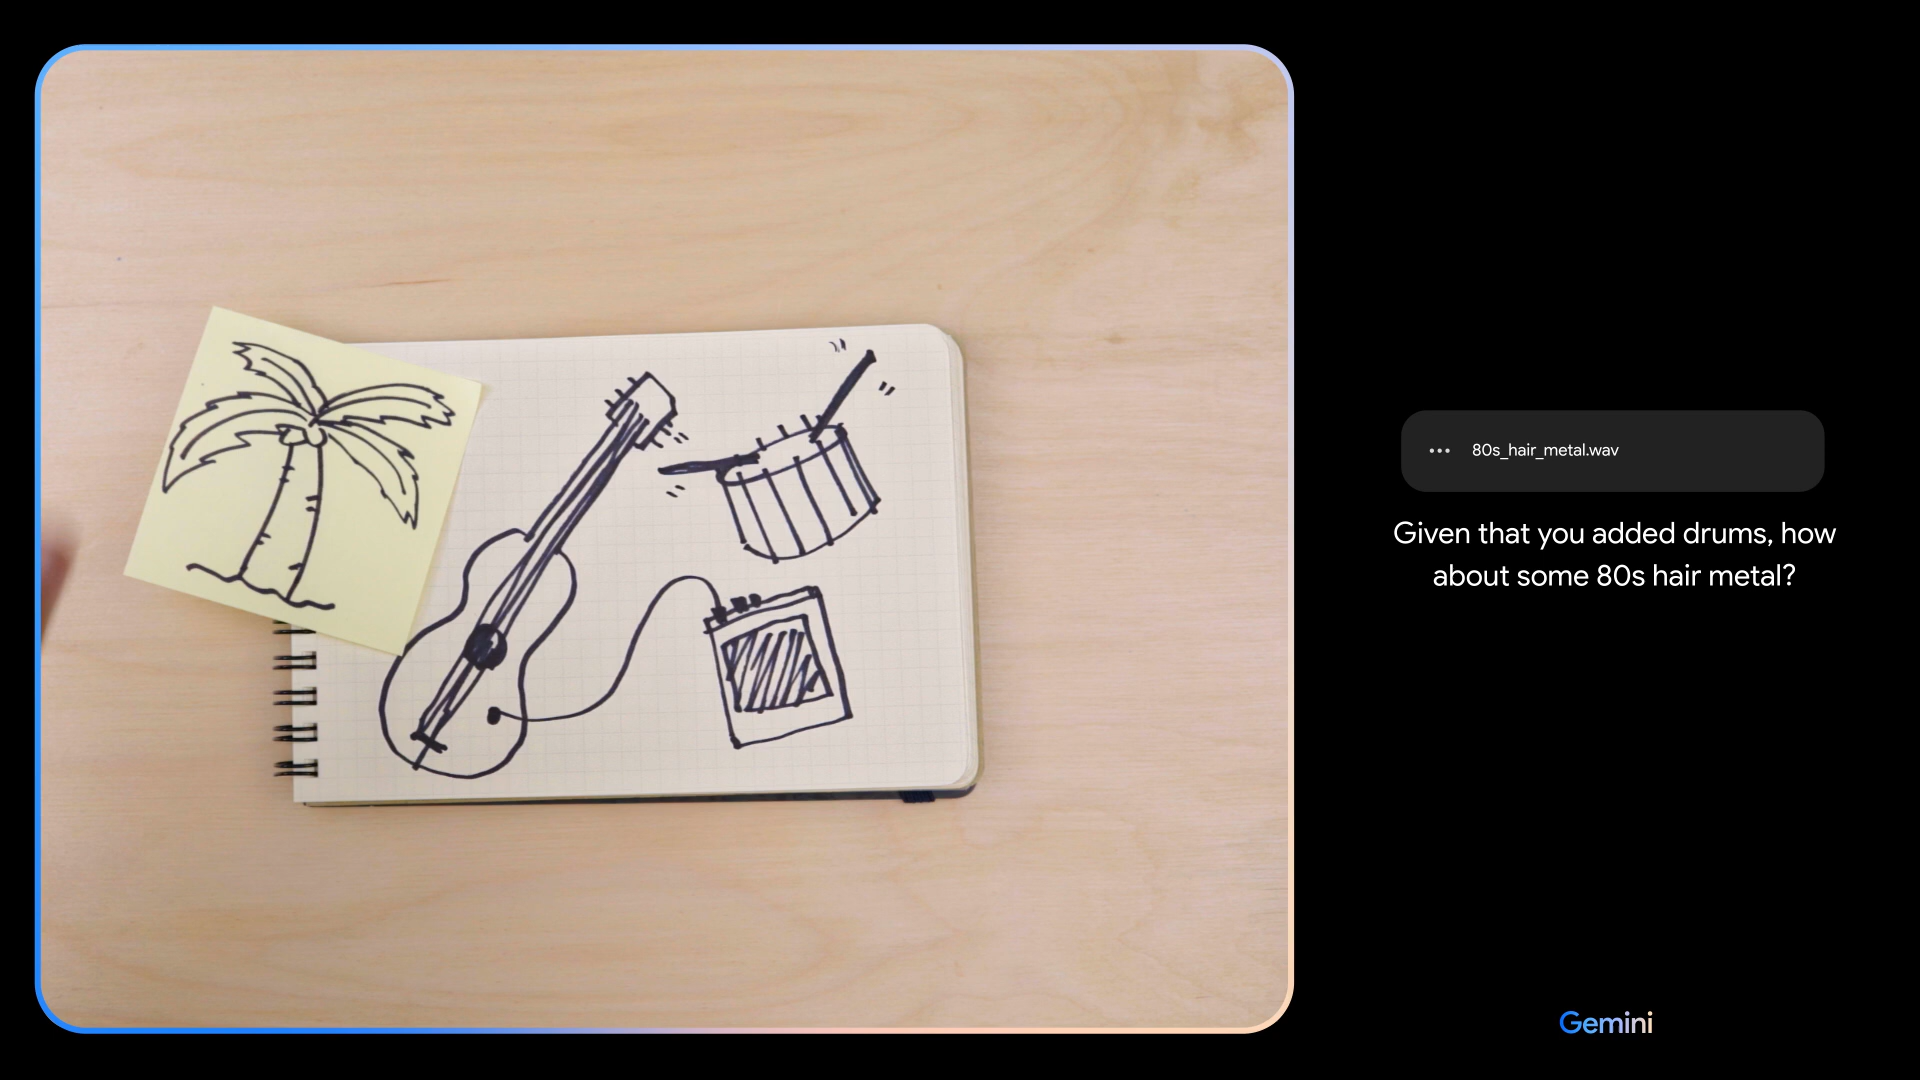 80s_hair_metal.wav
Given that you added drums, how
about some 80s hair metal?
Gemini